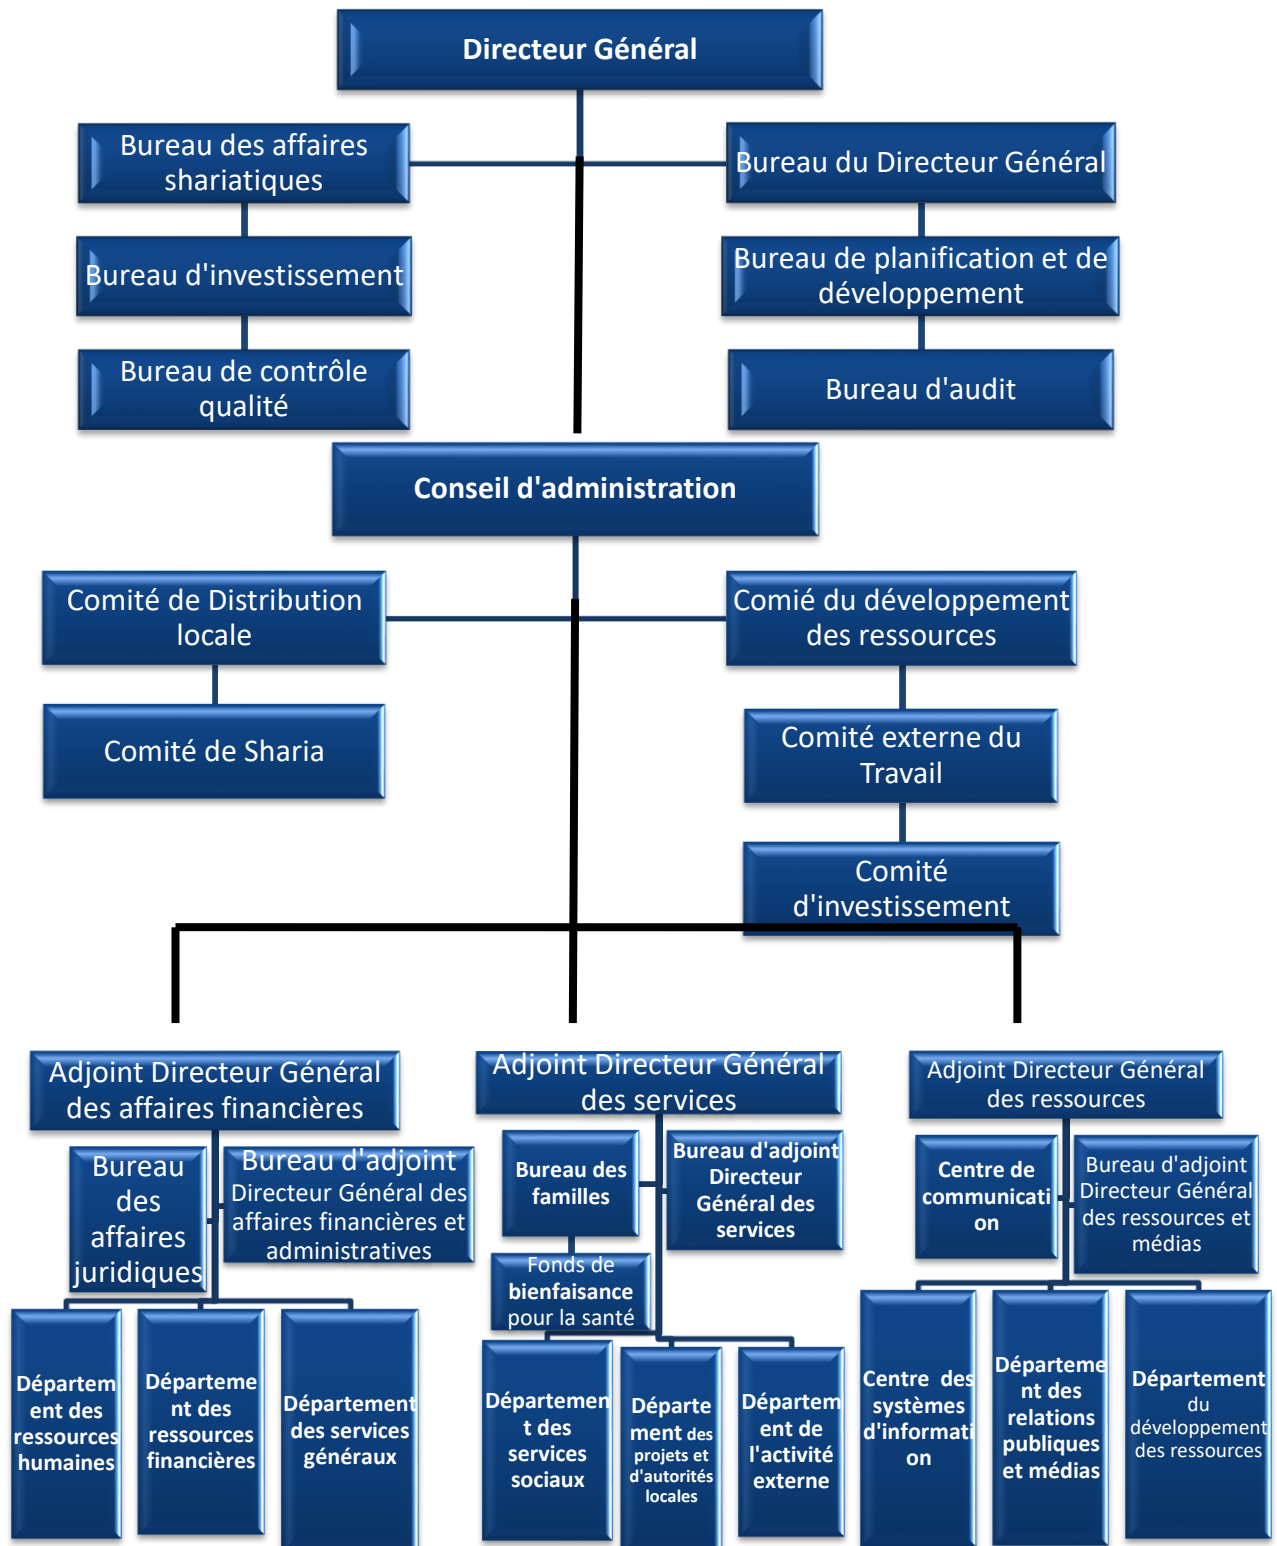 Directeur Général
Bureau des affaires
shariatiques
Bureau du Directeur Général
Bureau d'investissement
Bureau de planification et de
développement
Bureau de contrôle
qualité
Bureau d'audit
Conseil d'administration
Comité de Distribution
locale
Comié du développement
des ressources
Comité de Sharia
Comité externe du
Travail
Comité
d'investissement
Adjoint Directeur Général
des affaires financières
Adjoint Directeur Général
des services
Adjoint Directeur Général
des ressources
Bureau
des
affaires
juridiques
Bureau d'adjoint
Directeur Général des
affaires financières et
administratives
Bureau des
familles
Bureau d'adjoint
Directeur
Général des
services
Centre de
communicati
on
Bureau d'adjoint
Directeur Général
des ressources et
médias
Fonds de
bienfaisance
pour la santé
Départem
ent des
ressources
humaines
Départeme
nt des
ressources
financières
Département
des services
généraux
Départemen
t des
services
sociaux
Départe
ment des
projets et
d'autorités
locales
Départem
ent de
l'activité
externe
Centre des
systèmes
d'informati
on
Départeme
nt des
relations
publiques
et médias
Département
du
développement
des ressources